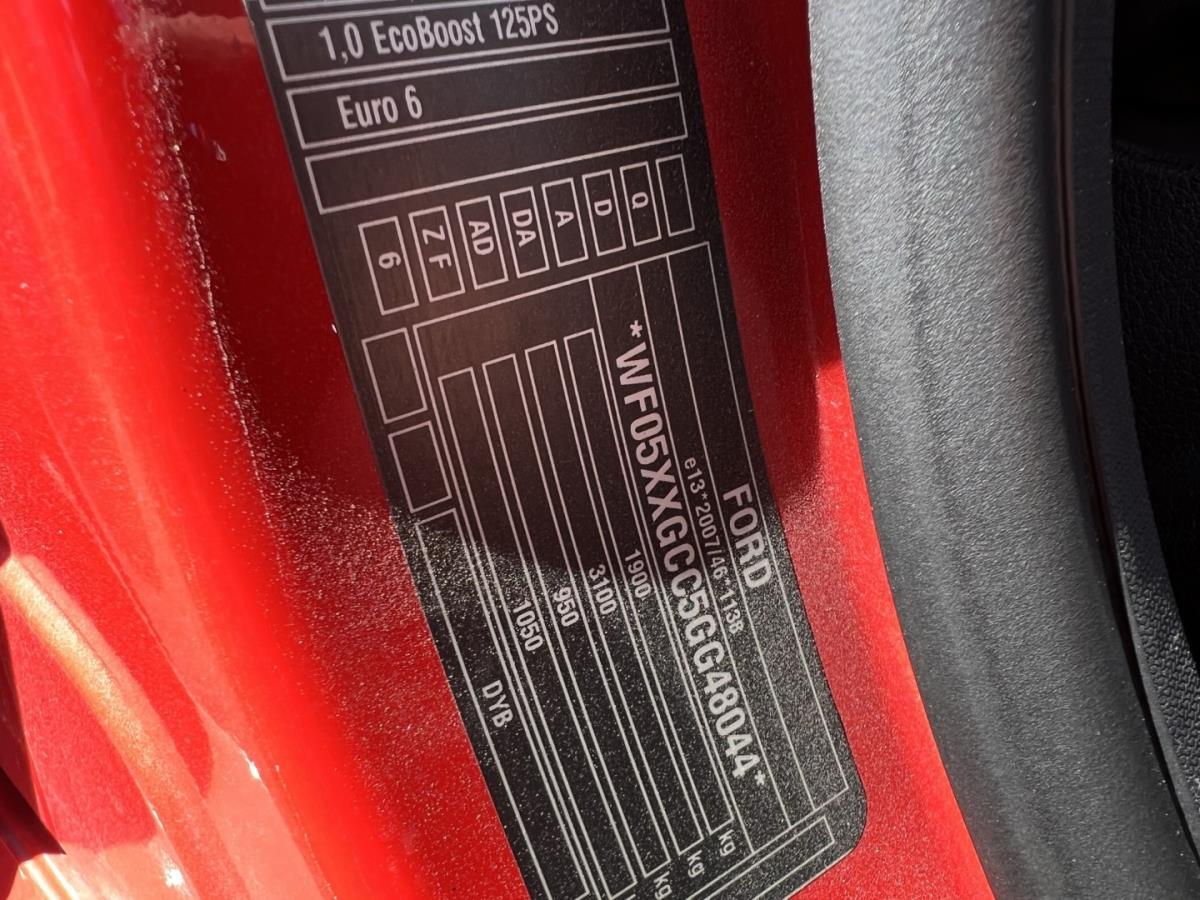 1,0 EcoBoost 125PS
Euro 6
Q
D
A
DA
AD
Z F
6
FORD
e13*2007/46*1138
*WF05XXGCC5GG48044*
1900 kg
3100 kg
950 kg
1050
DYB